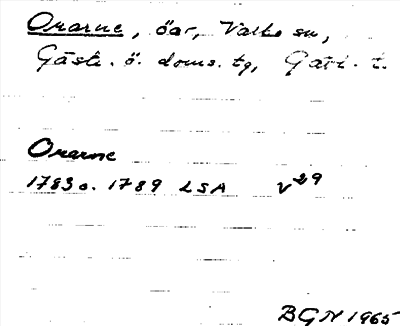 Orarne, öar, Valbo sn,
Gästr. ö. doms. tg, Gävl. l.
Orarne
1783 o. 1789 LSA V29
BGN 1965